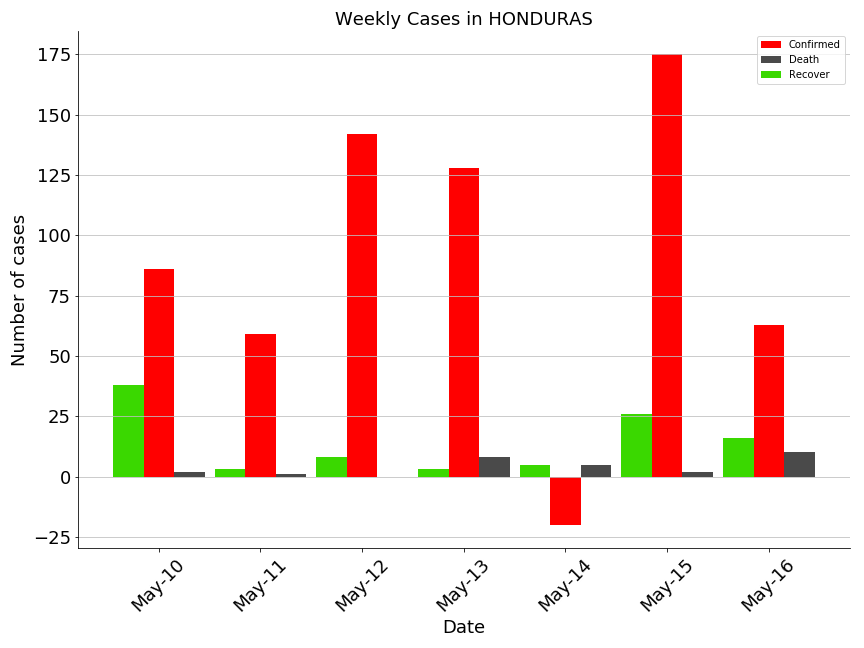 Weekly Cases in HONDURAS
Confirmed
Death
Recover
175
150
125
100
75
50
25
0
−25
Number of cases
May-10
May-11
May-12
May-13
May-14
May-15
May-16
Date